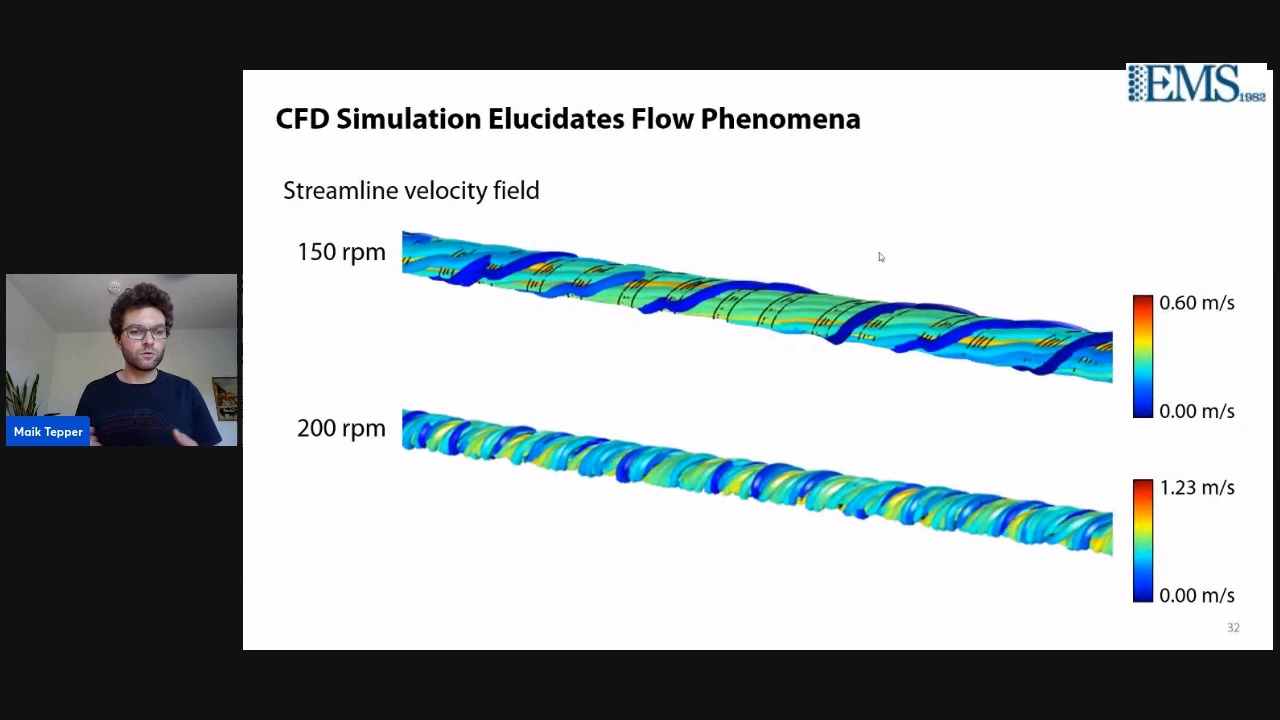 EMS 1982
CFD Simulation Elucidates Flow Phenomena
Streamline velocity field
150 rpm
0.60 m/s
0.00 m/s
Maik Tepper
200 rpm
1.23 m/s
0.00 m/s
32